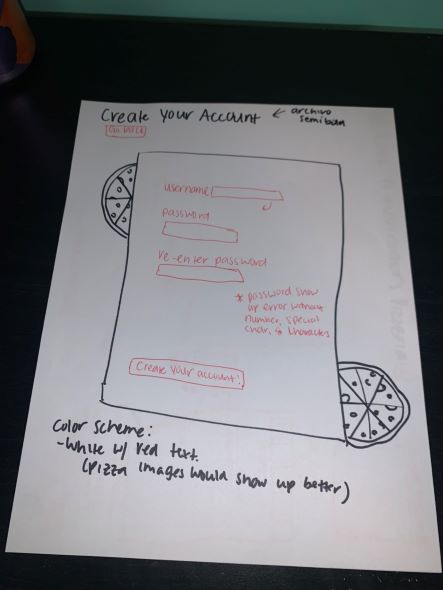 Create Your Account ← archivo
semibold
Go BACK
username
password
re-enter password
* password show
up error without
number, special
char, 8 characters
Create your account!
Color Scheme:
- White w/ red text.
(pizza images would show up better)